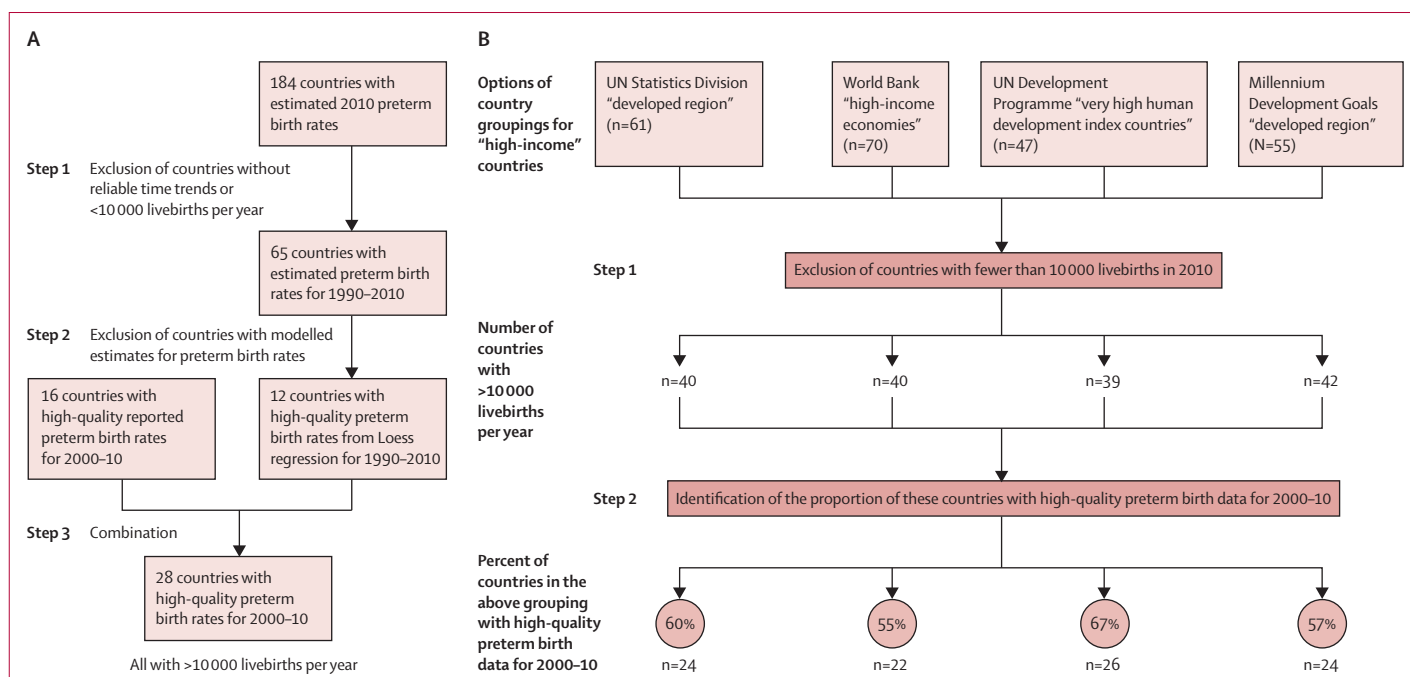 A
184 countries with
estimated 2010 preterm
birth rates
Step 1 Exclusion of countries without
reliable time trends or
<10 000 livebirths per year
65 countries with
estimated preterm birth
rates for 1990–2010
Step 2 Exclusion of countries with modelled
estimates for preterm birth rates
16 countries with
high-quality reported
preterm birth rates
for 2000–10
12 countries with
high-quality preterm
birth rates from Loess
regression for 1990–2010
Step 3 Combination
28 countries with
high-quality preterm
birth rates for 2000–10
All with >10 000 livebirths per year
B
Options of
country
groupings for
“high-income”
countries
UN Statistics Division
“developed region”
(n=61)
World Bank
“high-income
economies”
(n=70)
UN Development
Programme “very high human
development index countries”
(n=47)
Millennium
Development Goals
“developed region”
(N=55)
Step 1
Exclusion of countries with fewer than 10 000 livebirths in 2010
Number of
countries
with
>10 000
livebirths
per year
n=40
n=40
n=39
n=42
Step 2
Identification of the proportion of these countries with high-quality preterm birth data for 2000–10
Percent of
countries in the
above grouping
with high-quality
preterm birth
data for 2000–10
60%
55%
67%
57%
n=24
n=22
n=26
n=24